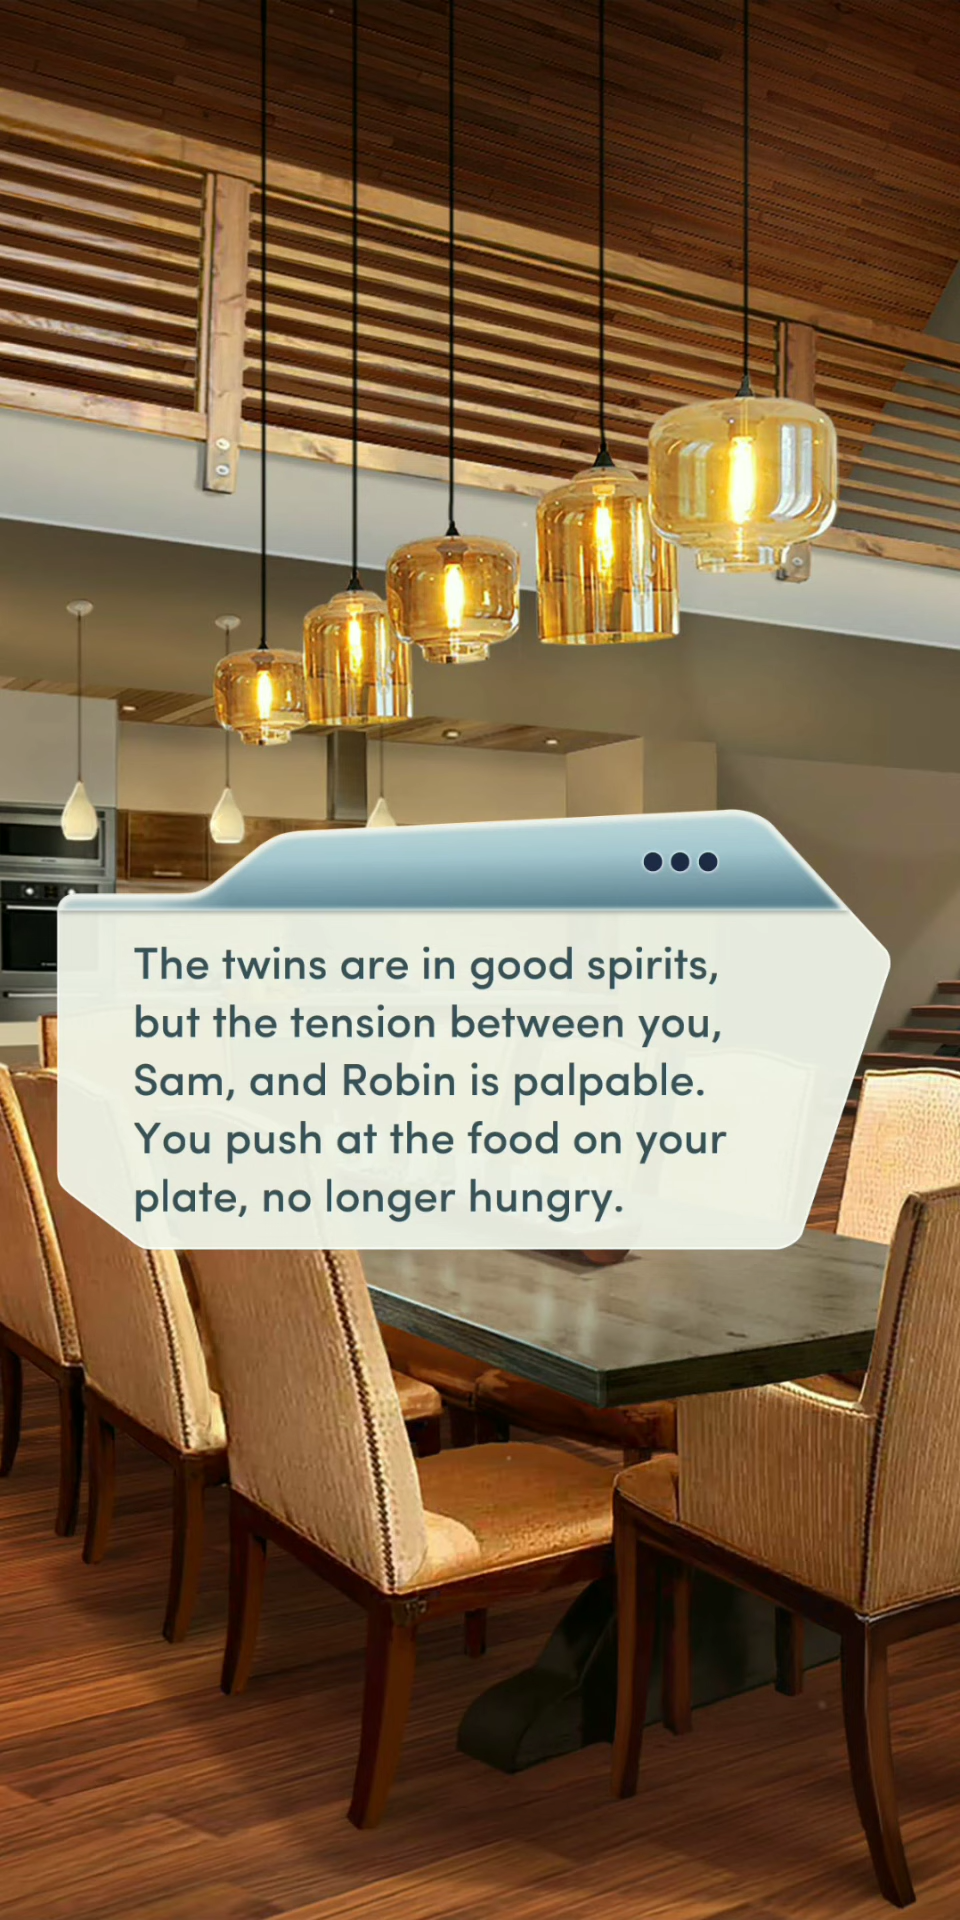 The twins are in good spirits,
but the tension between you,
Sam, and Robin is palpable.
You push at the food on your
plate, no longer hungry.